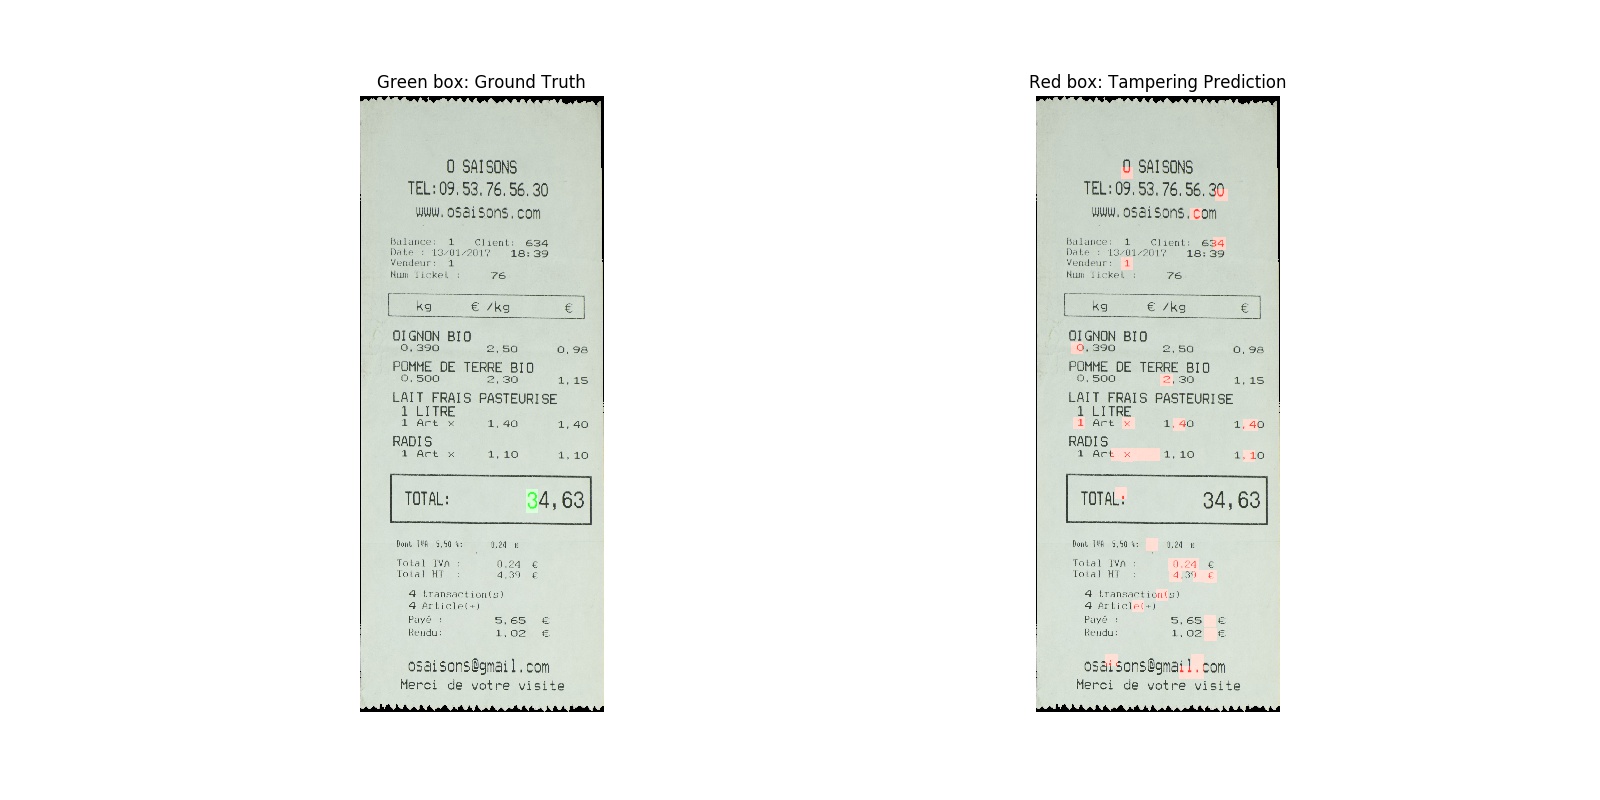 Green box: Ground Truth
O SAISONS
TEL:09.53.76.56.30
www.osaisons.com
Balance: 1 Client: 634
Date : 13/01/2017 18:39
Vendeur: 1
Num Ticket : 76
kg € /kg €
OIGNON BIO
0,390 2,50 0,98
POMME DE TERRE BIO
0,500 2,30 1,15
LAIT FRAIS PASTEURISE
1 LITRE
1 Art x 1,40 1,40
RADIS
1 Art x 1,10 1,10
TOTAL: 34,63
Dont TVA 5,50 %: 0,24 €
Total TVA : 0,24 €
Total HT : 4,39 €
4 transaction(s)
4 Article(+)
Payé : 5,65 €
Rendu: 1,02 €
osaisons@gmail.com
Merci de votre visite
Red box: Tampering Prediction
O SAISONS
TEL:09.53.76.56.30
www.osaisons.com
Balance: 1 Client: 634
Date : 13/01/2017 18:39
Vendeur: 1
Num Ticket : 76
kg € /kg €
OIGNON BIO
0,390 2,50 0,98
POMME DE TERRE BIO
0,500 2,30 1,15
LAIT FRAIS PASTEURISE
1 LITRE
1 Art x 1,40 1,40
RADIS
1 Art x 1,10 1,10
TOTAL: 34,63
Dont TVA 5,50 %: 0,24 €
Total TVA : 0,24 €
Total HT : 4,39 €
4 transaction(s)
4 Article(+)
Payé : 5,65 €
Rendu: 1,02 €
osaisons@gmail.com
Merci de votre visite